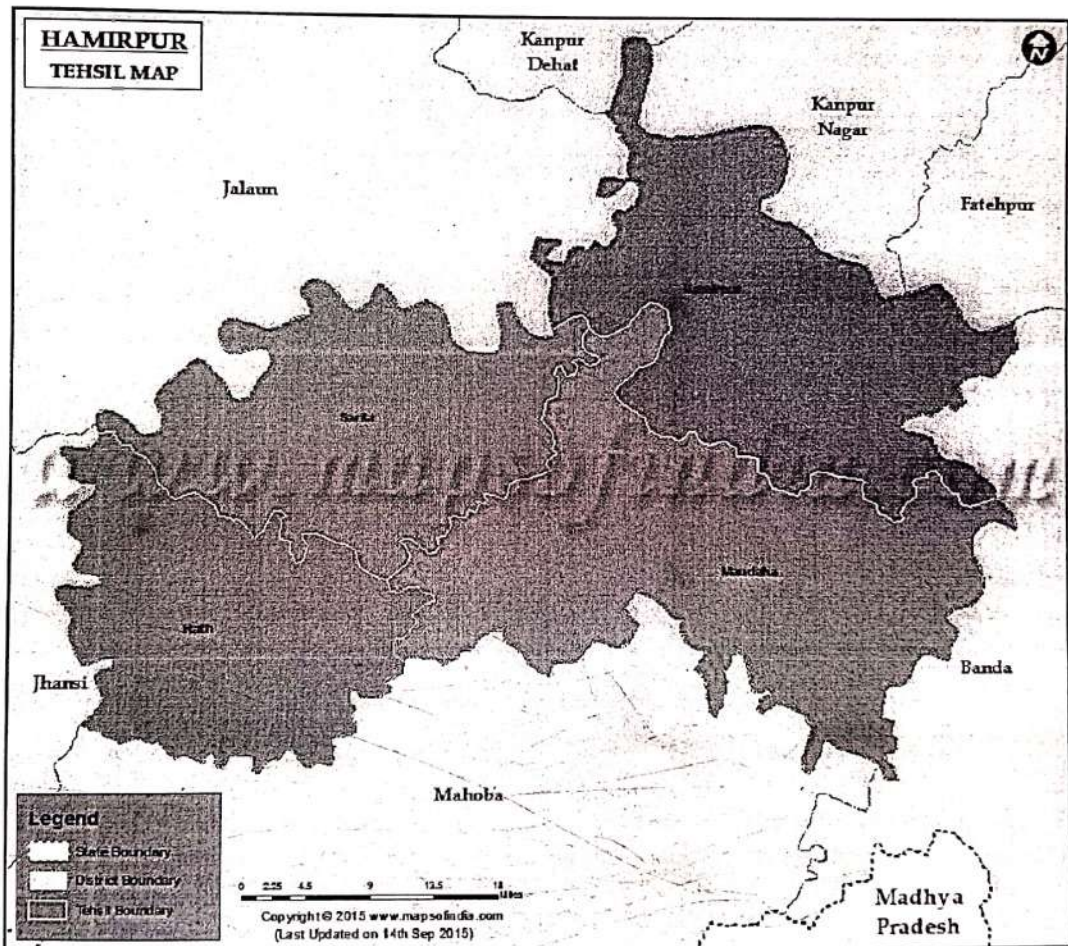 HAMIRPUR
TEHSIL MAP
Kanpur
Dehat
N
Kanpur
Nagar
Jalaun
Fatehpur
Sarila
Maudaha
Rath
Jhansi
Banda
Mahoba
Legend
State Boundary
District Boundary
Tehsil Boundary
0 2.25 4.5 9 13.5 18
Miles
Copyright © 2015 www.mapsofindia.com
(Last Updated on 14th Sep 2015)
Madhya
Pradesh